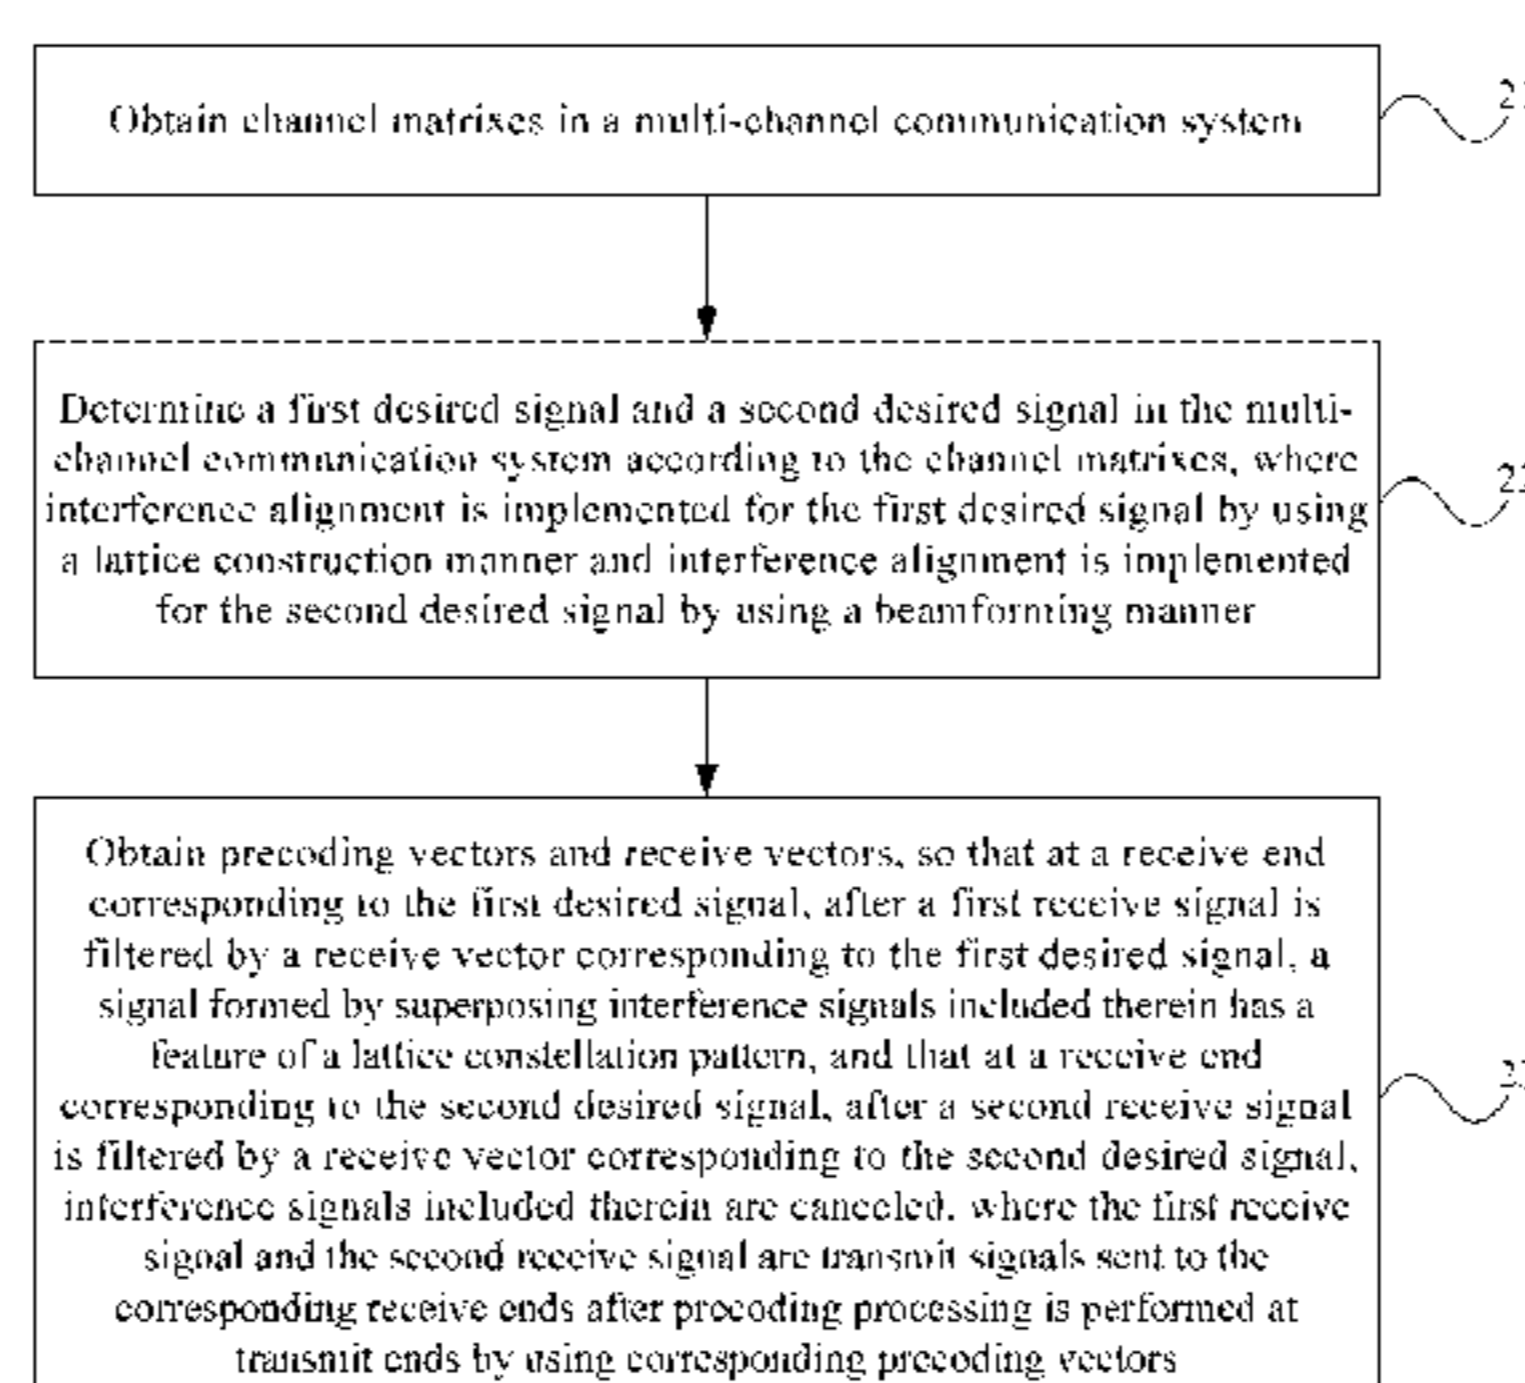 Obtain channel matrixes in a multi-channel communication system
Determine a first desired signal and a second desired signal in the multi-
channel communication system according to the channel matrixes, where
interference alignment is implemented for the first desired signal by using
a lattice construction manner and interference alignment is implemented
for the second desired signal by using a beamforming manner
Obtain precoding vectors and receive vectors, so that at a receive end
corresponding to the first desired signal, after a first receive signal is
filtered by a receive vector corresponding to the first desired signal, a
signal formed by superposing interference signals included therein has a
feature of a lattice constellation pattern, and that at a receive end
corresponding to the second desired signal, after a second receive signal
is filtered by a receive vector corresponding to the second desired signal,
interference signals included therein are canceled, where the first receive
signal and the second receive signal are transmit signals sent to the
corresponding receive ends after precoding processing is performed at
transmit ends by using corresponding precoding vectors